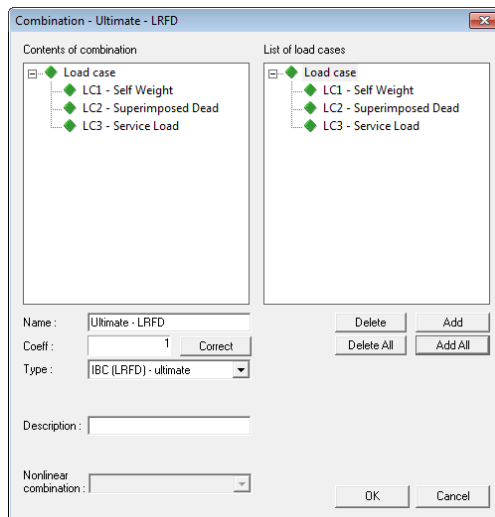 Combination - Ultimate - LRFD
Contents of combination
List of load cases
Load case
LC1 - Self Weight
LC2 - Superimposed Dead
LC3 - Service Load
Load case
LC1 - Self Weight
LC2 - Superimposed Dead
LC3 - Service Load
Name : Ultimate - LRFD Delete Add
Coeff : 1 Correct Delete All Add All
Type : IBC (LRFD) - ultimate
Description :
Nonlinear
combination :
OK Cancel